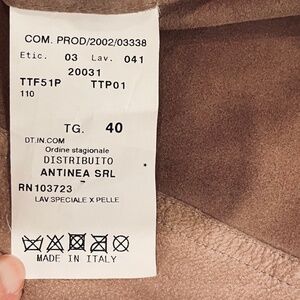 COM. PROD/2002/03338
Etic. 03 Lav. 041
20031
TTF51P TTP01
110
TG. 40
DT.IN.COM
Ordine stagionale
DISTRIBUITO
ANTINEA SRL
RN103723
LAV.SPECIALE X PELLE
MADE IN ITALY